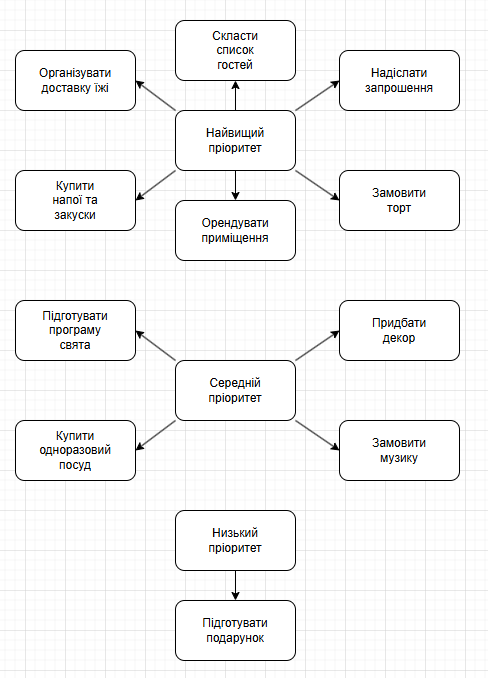 Скласти
список
гостей
Організувати
доставку їжі
Надіслати
запрошення
Найвищий
пріоритет
Купити
напої та
закуски
Замовити
торт
Орендувати
приміщення
Підготувати
програму
свята
Придбати
декор
Середній
пріоритет
Купити
одноразовий
посуд
Замовити
музику
Низький
пріоритет
Підготувати
подарунок